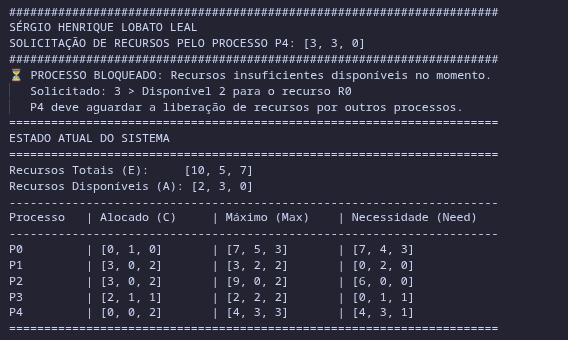 ######################################################################
SÉRGIO HENRIQUE LOBATO LEAL
SOLICITAÇÃO DE RECURSOS PELO PROCESSO P4: [3, 3, 0]
######################################################################
⏳ PROCESSO BLOQUEADO: Recursos insuficientes disponíveis no momento.
   Solicitado: 3 > Disponível 2 para o recurso R0
   P4 deve aguardar a liberação de recursos por outros processos.
======================================================================
ESTADO ATUAL DO SISTEMA
======================================================================
Recursos Totais (E):     [10, 5, 7]
Recursos Disponíveis (A): [2, 3, 0]
----------------------------------------------------------------------
Processo   | Alocado (C)     | Máximo (Max)    | Necessidade (Need)
----------------------------------------------------------------------
P0         | [0, 1, 0]       | [7, 5, 3]       | [7, 4, 3]
P1         | [3, 0, 2]       | [3, 2, 2]       | [0, 2, 0]
P2         | [3, 0, 2]       | [9, 0, 2]       | [6, 0, 0]
P3         | [2, 1, 1]       | [2, 2, 2]       | [0, 1, 1]
P4         | [0, 0, 2]       | [4, 3, 3]       | [4, 3, 1]
======================================================================